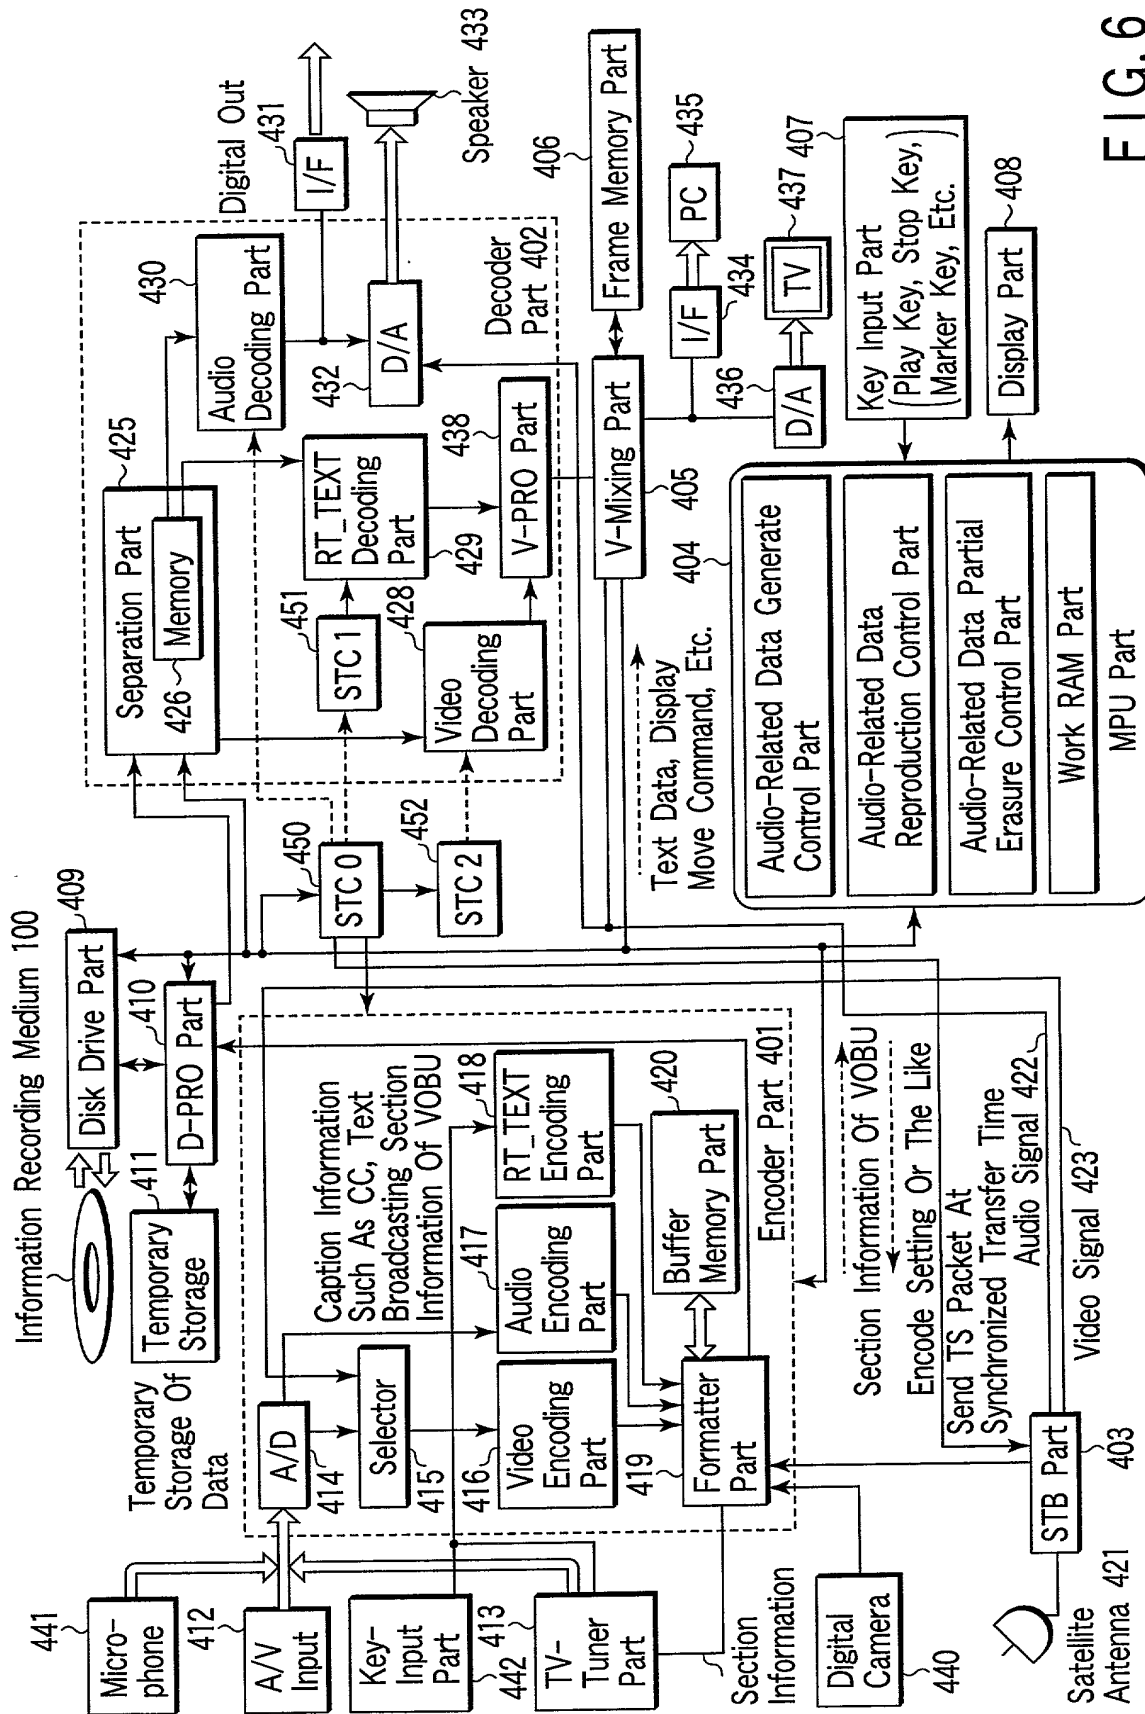 Information Recording Medium 100
Disk Drive Part
409
D-PRO Part
410
Temporary
Storage
411
Temporary
Storage Of
Data
Micro-
phone
441
A/V
Input
412
Key-
Input
Part
442
TV-
Tuner
Part
413
Section
Information
Digital
Camera
440
Satellite
Antenna 421
STB Part
403
A/D
414
Selector
415
Caption Information
Such As CC, Text
Broadcasting Section
Information Of VOBU
Video
Encoding
Part
416
Audio
Encoding
Part
417
RT_TEXT
Encoding
Part
418
Formatter
Part
419
Buffer
Memory Part
420
Encoder Part 401
Section Information Of VOBU
Encode Setting Or The Like
Send TS Packet At
Synchronized Transfer Time
Audio Signal 422
Video Signal 423
STC 0
450
STC 1
451
STC 2
452
Separation Part
425
Memory
426
Video
Decoding
Part
428
RT_TEXT
Decoding
Part
429
Audio
Decoding Part
430
D/A
432
V-PRO Part
438
Decoder
Part 402
Digital Out
I/F
431
Speaker 433
V-Mixing Part
405
Frame Memory Part
406
I/F
434
PC
435
D/A
436
TV
437
Text Data, Display
Move Command, Etc.
404
Audio-Related Data Generate
Control Part
Audio-Related Data
Reproduction Control Part
Audio-Related Data Partial
Erasure Control Part
Work RAM Part
MPU Part
Key Input Part
(Play Key, Stop Key,
Marker Key, Etc.)
407
Display Part
408
FIG. 6